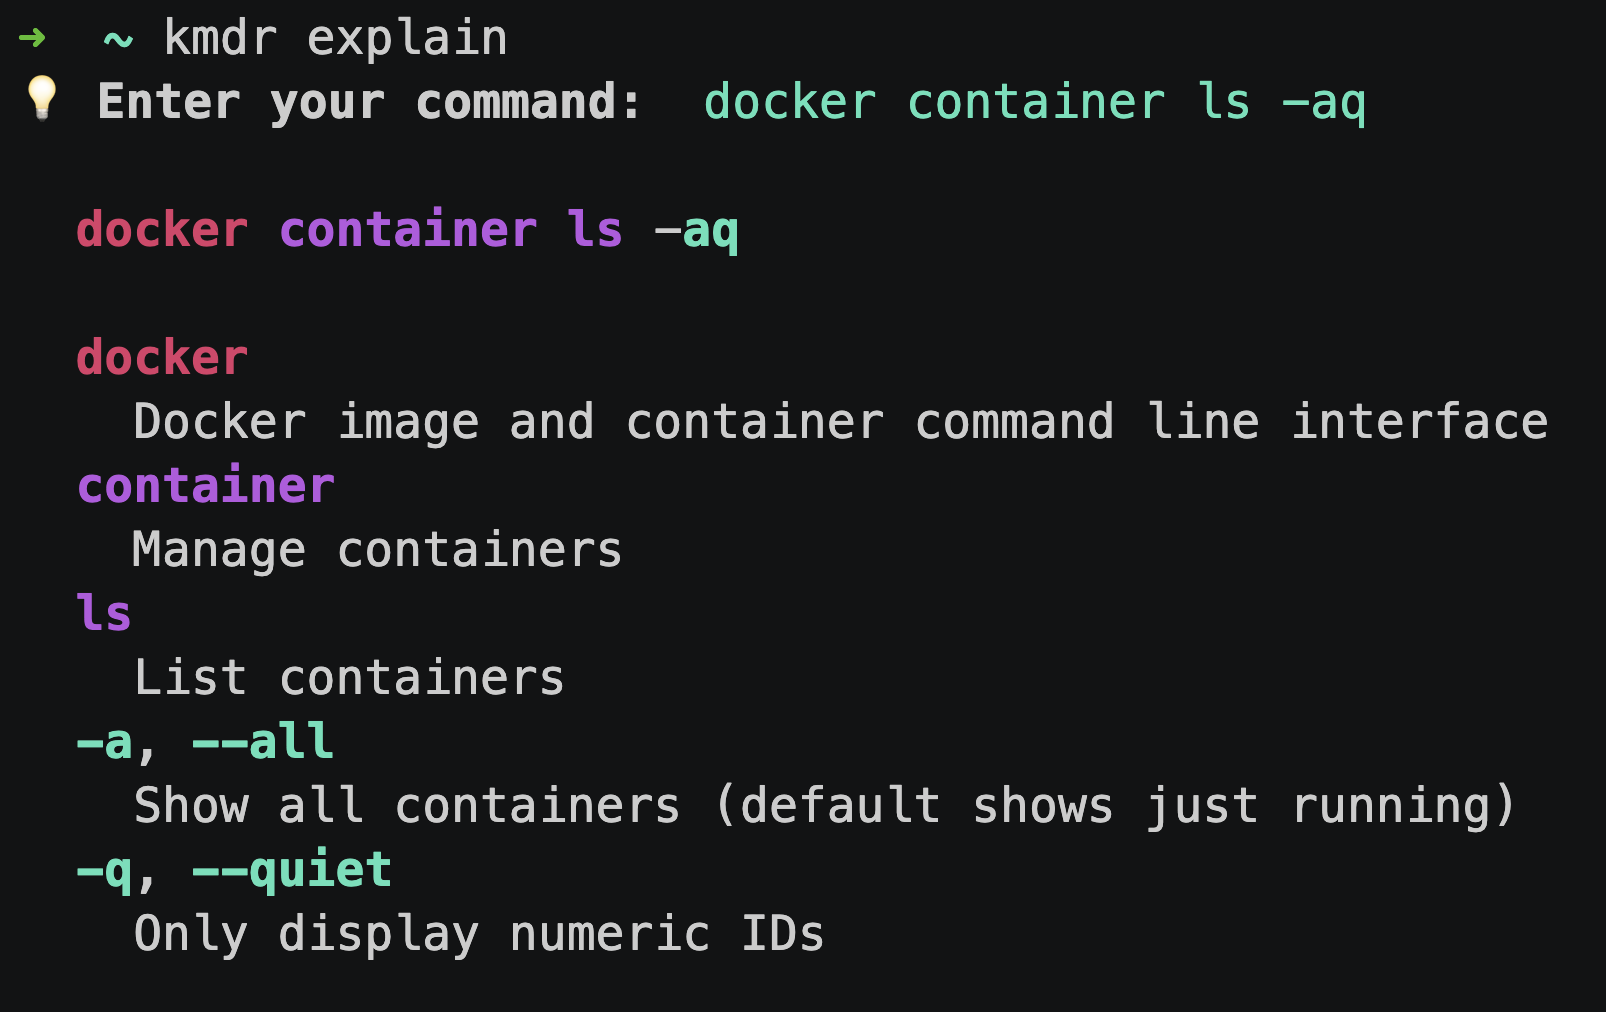 ➜ ~ kmdr explain
💡 Enter your command: docker container ls -aq
docker container ls -aq
docker
Docker image and container command line interface
container
Manage containers
ls
List containers
-a, --all
Show all containers (default shows just running)
-q, --quiet
Only display numeric IDs